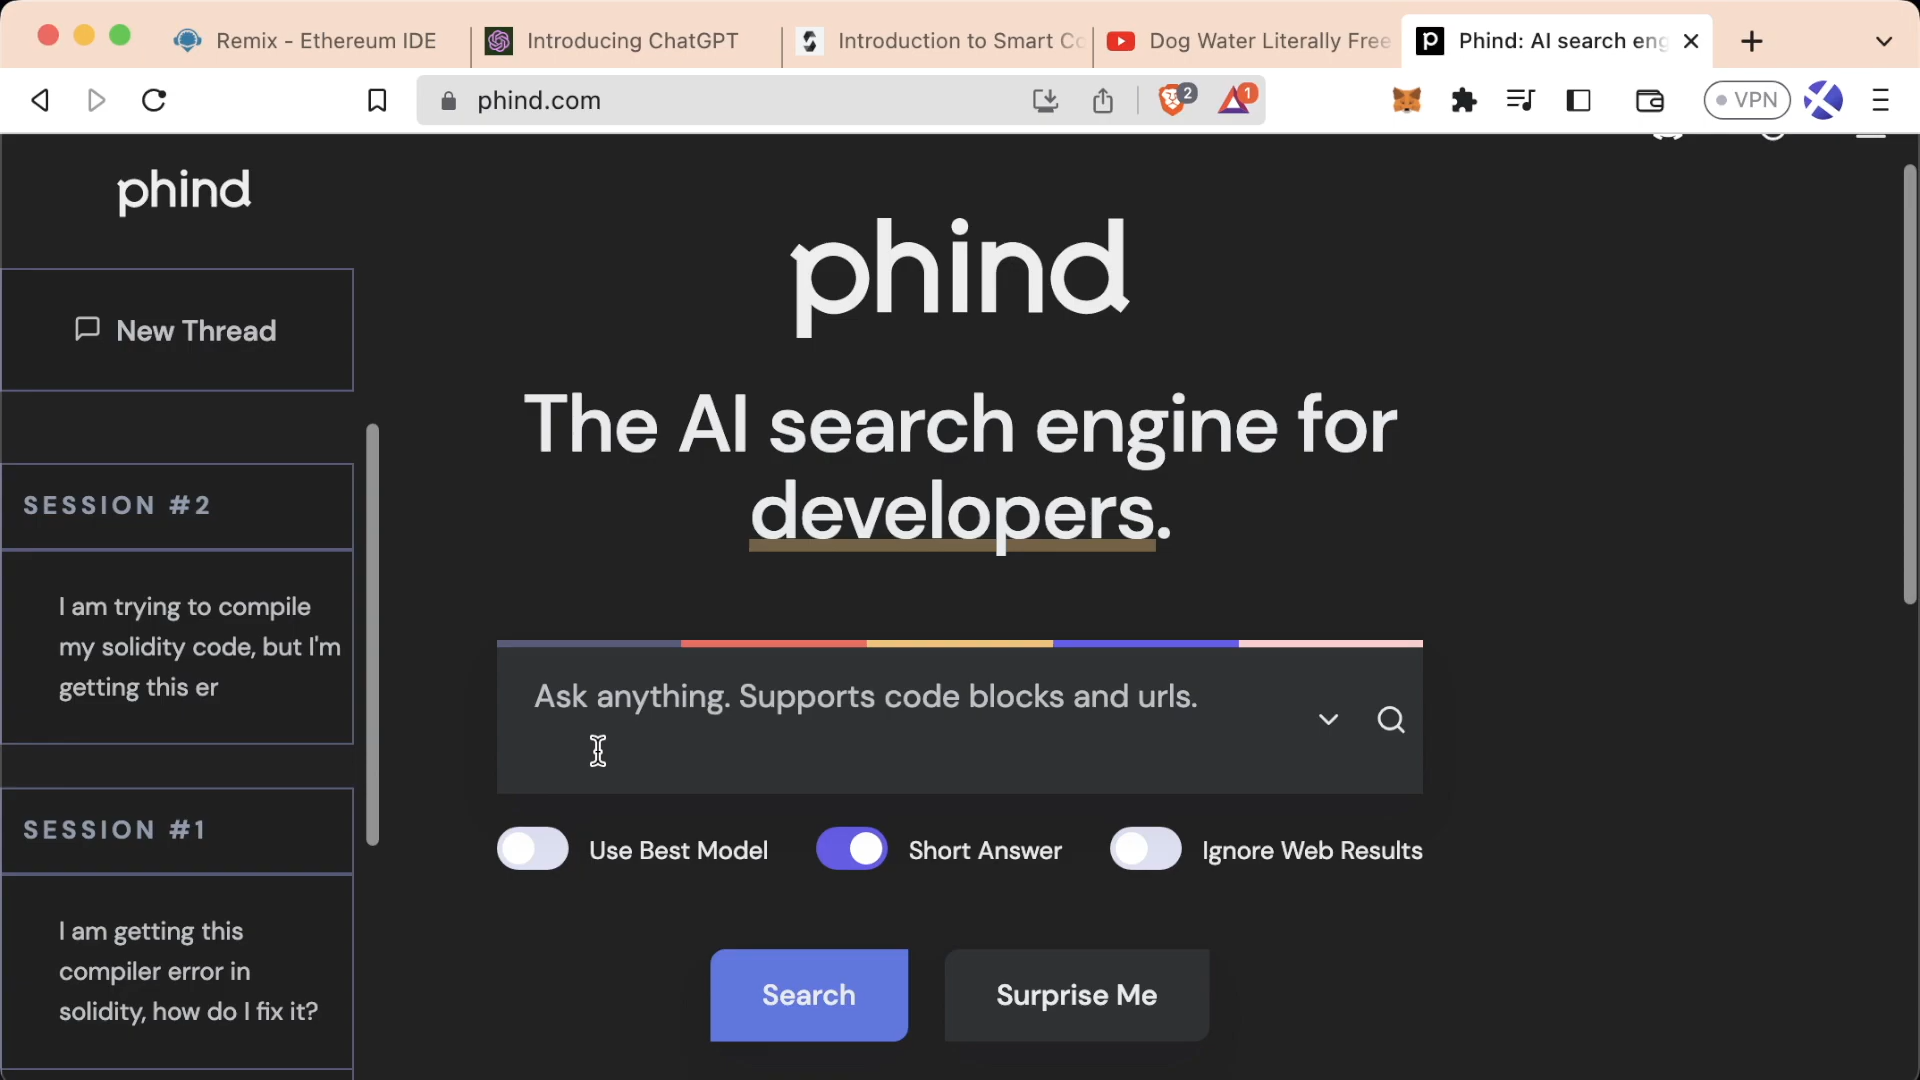 Remix - Ethereum IDE
Introducing ChatGPT
Introduction to Smart Co
Dog Water Literally Free
Phind: AI search eng
phind.com
2
1
VPN
phind
New Thread
SESSION #2
I am trying to compile
my solidity code, but I'm
getting this er
SESSION #1
I am getting this
compiler error in
solidity, how do I fix it?
phind
The AI search engine for
developers.
Ask anything. Supports code blocks and urls.
Use Best Model
Short Answer
Ignore Web Results
Search
Surprise Me